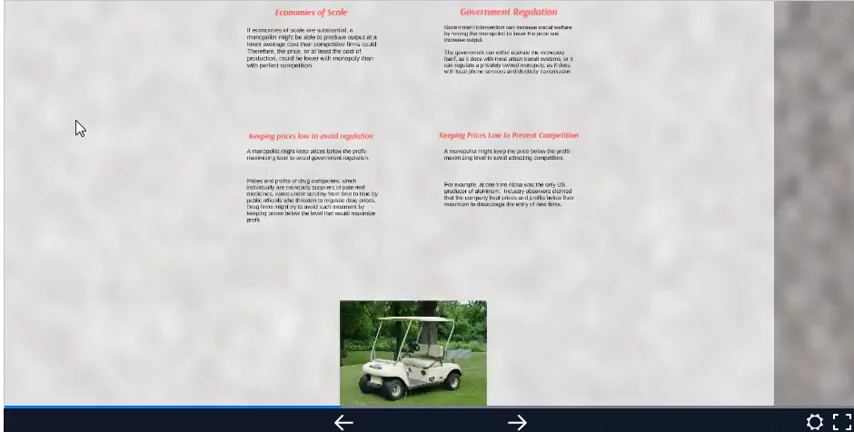 Economies of Scale
If economies of scale are substantial, a
monopolist might be able to produce output at a
lower average cost than competitive firms could.
Therefore, the price, or at least the cost of
production, could be lower with monopoly than
with perfect competition.
Government Regulation
Government intervention can increase social welfare
by forcing the monopolist to lower the price and
increase output.
The government can either operate the monopoly
itself, as it does with most urban transit systems, or it
can regulate a privately owned monopoly, as it does
with local phone services and electricity transmission.
Keeping prices low to avoid regulation
A monopolist might keep prices below the profit-
maximizing level to avoid government regulation.
Prices and profits of drug companies, which
individually are monopoly suppliers of patented
medicines, come under scrutiny from time to time by
public officials who threaten to regulate drug prices.
Drug firms might try to avoid such treatment by
keeping prices below the level that would maximize
profit.
Keeping Prices Low to Prevent Competition
A monopolist might keep the price below the profit-
maximizing level to avoid attracting competitors.
For example, at one time Alcoa was the only US
producer of aluminum. Industry observers claimed
that the company kept prices and profits below their
maximum to discourage the entry of new firms.